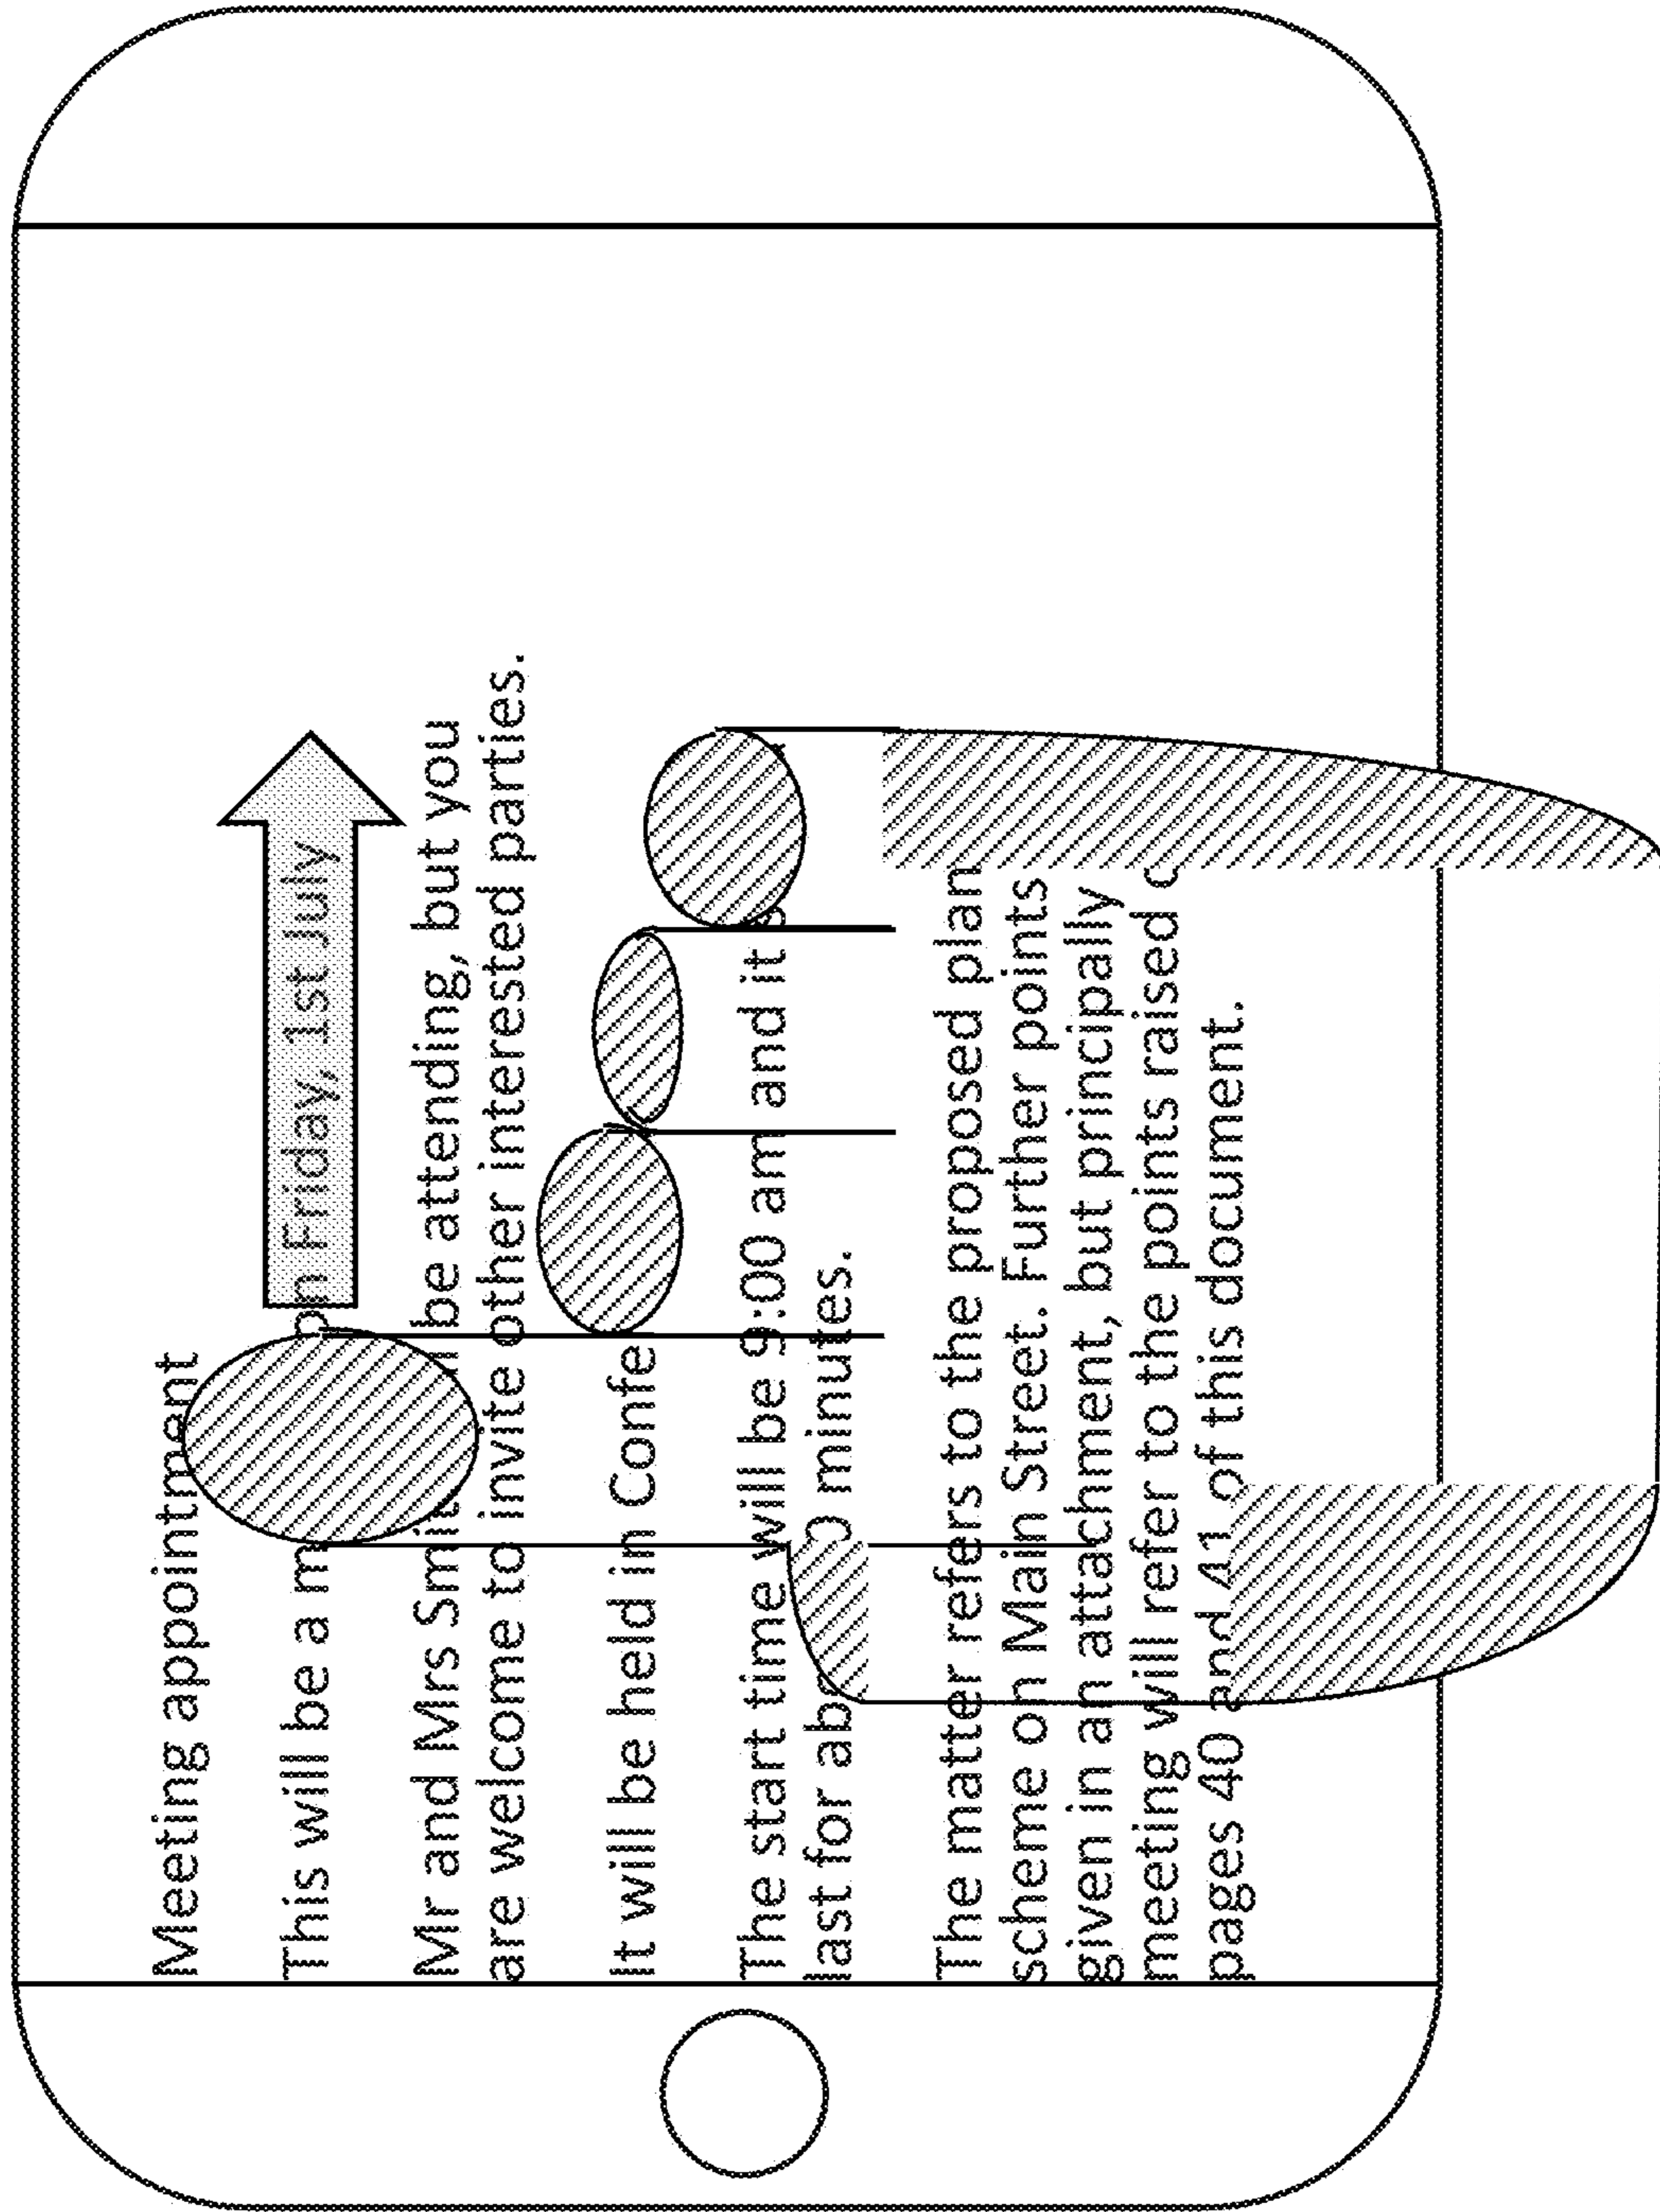 Meeting appointment
This will be a m on Friday, 1st July
Mr and Mrs Smit be attending, but you
are welcome to invite other interested parties.
It will be held in Confe
The start time will be 9:00 am and it s
last for abo 0 minutes.
The matter refers to the proposed plan
scheme on Main Street. Further points
given in an attachment, but principally
meeting will refer to the points raised o
pages 40 and 41 of this document.